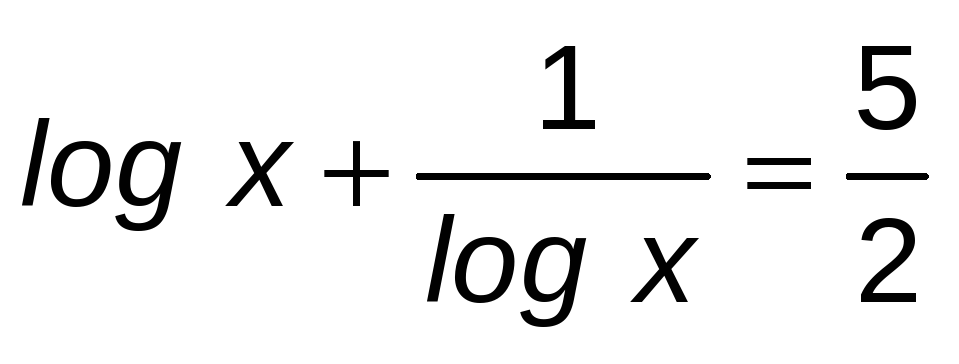 log x + 1/log x = 5/2